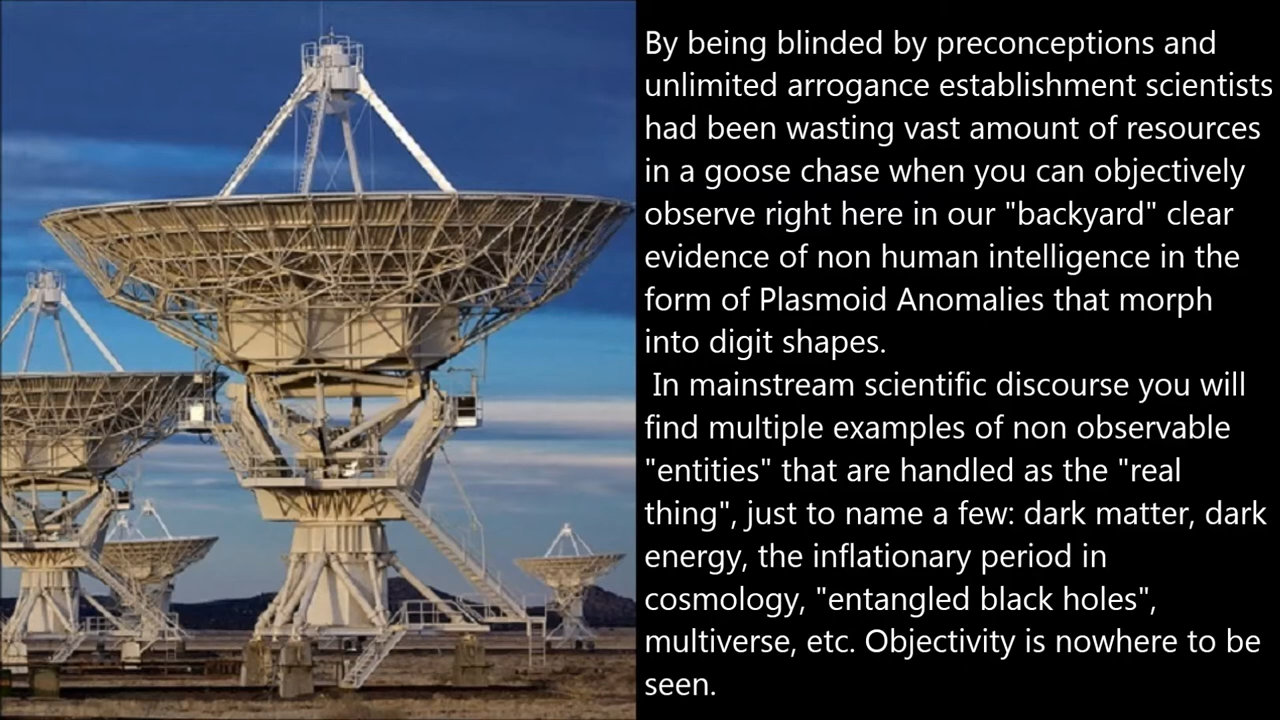 By being blinded by preconceptions and
unlimited arrogance establishment scientists
had been wasting vast amount of resources
in a goose chase when you can objectively
observe right here in our "backyard" clear
evidence of non human intelligence in the
form of Plasmoid Anomalies that morph
into digit shapes.
In mainstream scientific discourse you will
find multiple examples of non observable
"entities" that are handled as the "real
thing", just to name a few: dark matter, dark
energy, the inflationary period in
cosmology, "entangled black holes",
multiverse, etc. Objectivity is nowhere to be
seen.